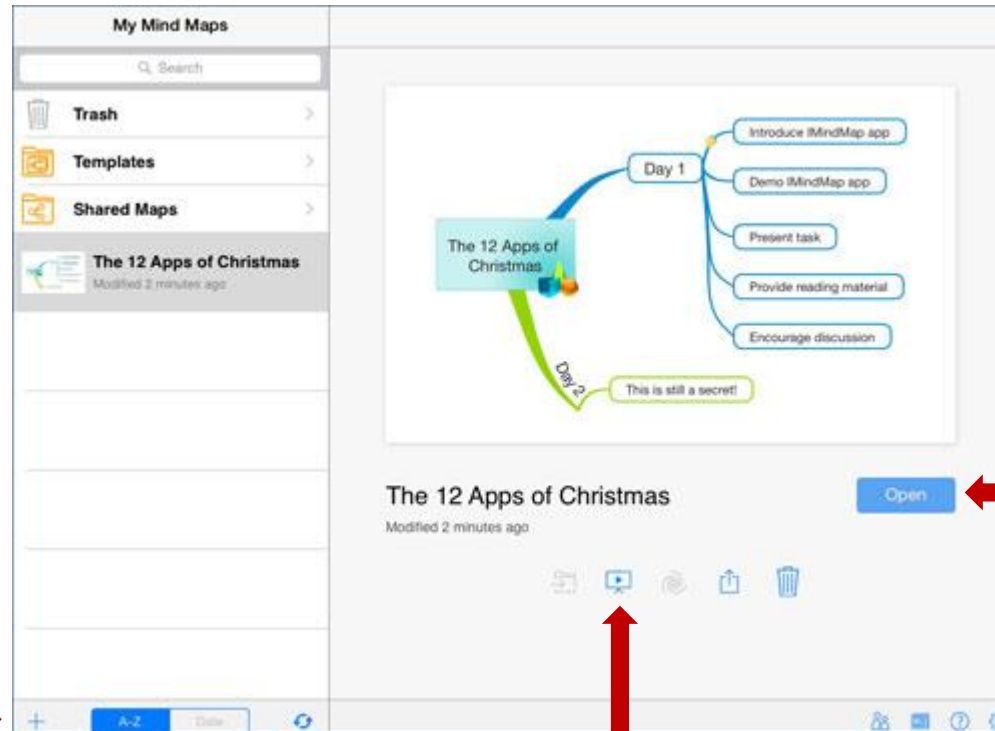 My Mind Maps
Search
Trash
Templates
Shared Maps
The 12 Apps of Christmas
Modified 2 minutes ago
The 12 Apps of
Christmas
Day 1
Introduce IMindMap app
Demo IMindMap app
Present task
Provide reading material
Encourage discussion
Day 2
This is still a secret!
The 12 Apps of Christmas
Open
Modified 2 minutes ago
A-Z
Date